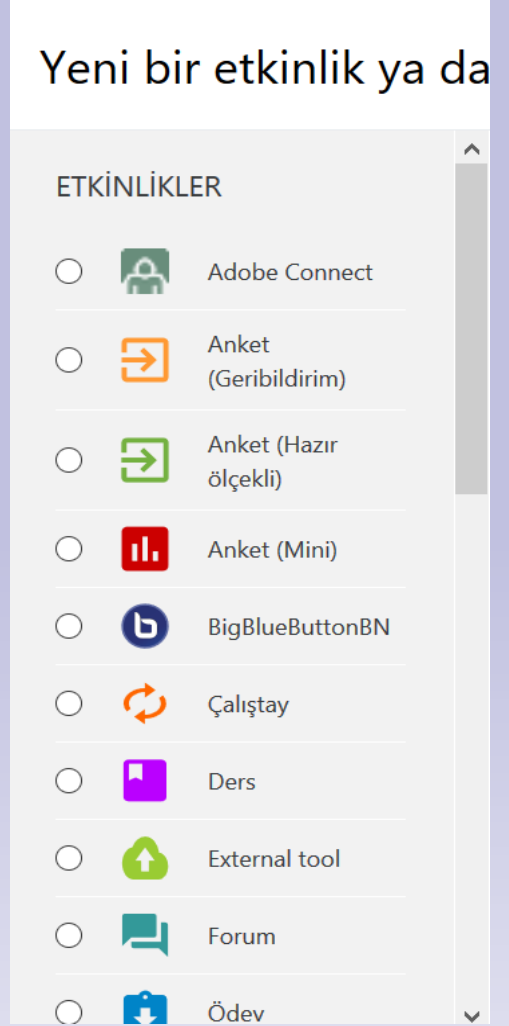 Yeni bir etkinlik ya da
ETKİNLİKLER
Adobe Connect
Anket
(Geribildirim)
Anket (Hazır
ölçekli)
Anket (Mini)
BigBlueButtonBN
Çalıştay
Ders
External tool
Forum
Ödev